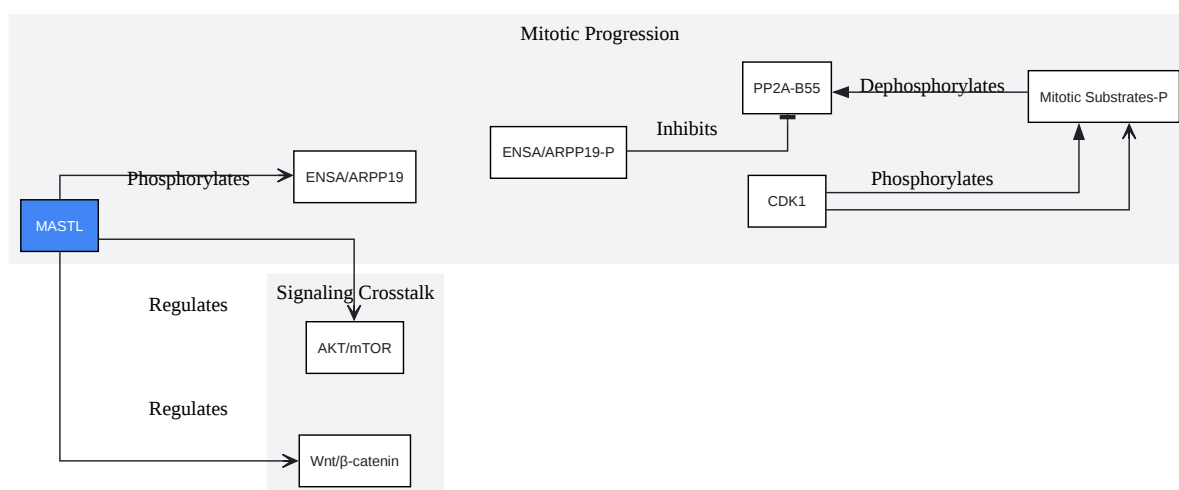 Mitotic Progression
PP2A-B55
Dephosphorylates
Mitotic Substrates-P
Inhibits
ENSA/ARPP19-P
Phosphorylates
ENSA/ARPP19
Phosphorylates
CDK1
MASTL
Signaling Crosstalk
Regulates
AKT/mTOR
Regulates
Wnt/β-catenin